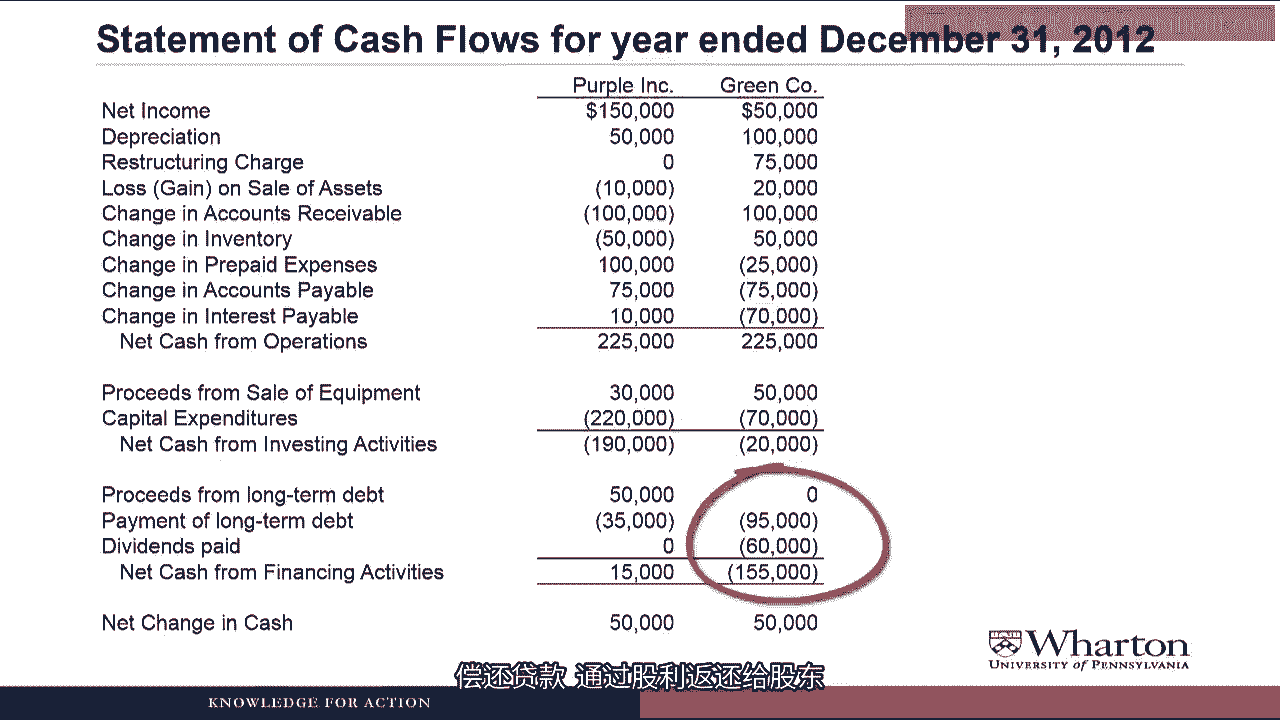 Statement of Cash Flows for year ended December 31, 2012
Purple Inc. Green Co.
Net Income $150,000 $50,000
Depreciation 50,000 100,000
Restructuring Charge 0 75,000
Loss (Gain) on Sale of Assets (10,000) 20,000
Change in Accounts Receivable (100,000) 100,000
Change in Inventory (50,000) 50,000
Change in Prepaid Expenses 100,000 (25,000)
Change in Accounts Payable 75,000 (75,000)
Change in Interest Payable 10,000 (70,000)
Net Cash from Operations 225,000 225,000
Proceeds from Sale of Equipment 30,000 50,000
Capital Expenditures (220,000) (70,000)
Net Cash from Investing Activities (190,000) (20,000)
Proceeds from long-term debt 50,000 0
Payment of long-term debt (35,000) (95,000)
Dividends paid 0 (60,000)
Net Cash from Financing Activities 15,000 (155,000)
Net Change in Cash 50,000 50,000
Wharton
UNIVERSITY of PENNSYLVANIA
偿还贷款 通过股利返还给股东
KNOWLEDGE FOR ACTION